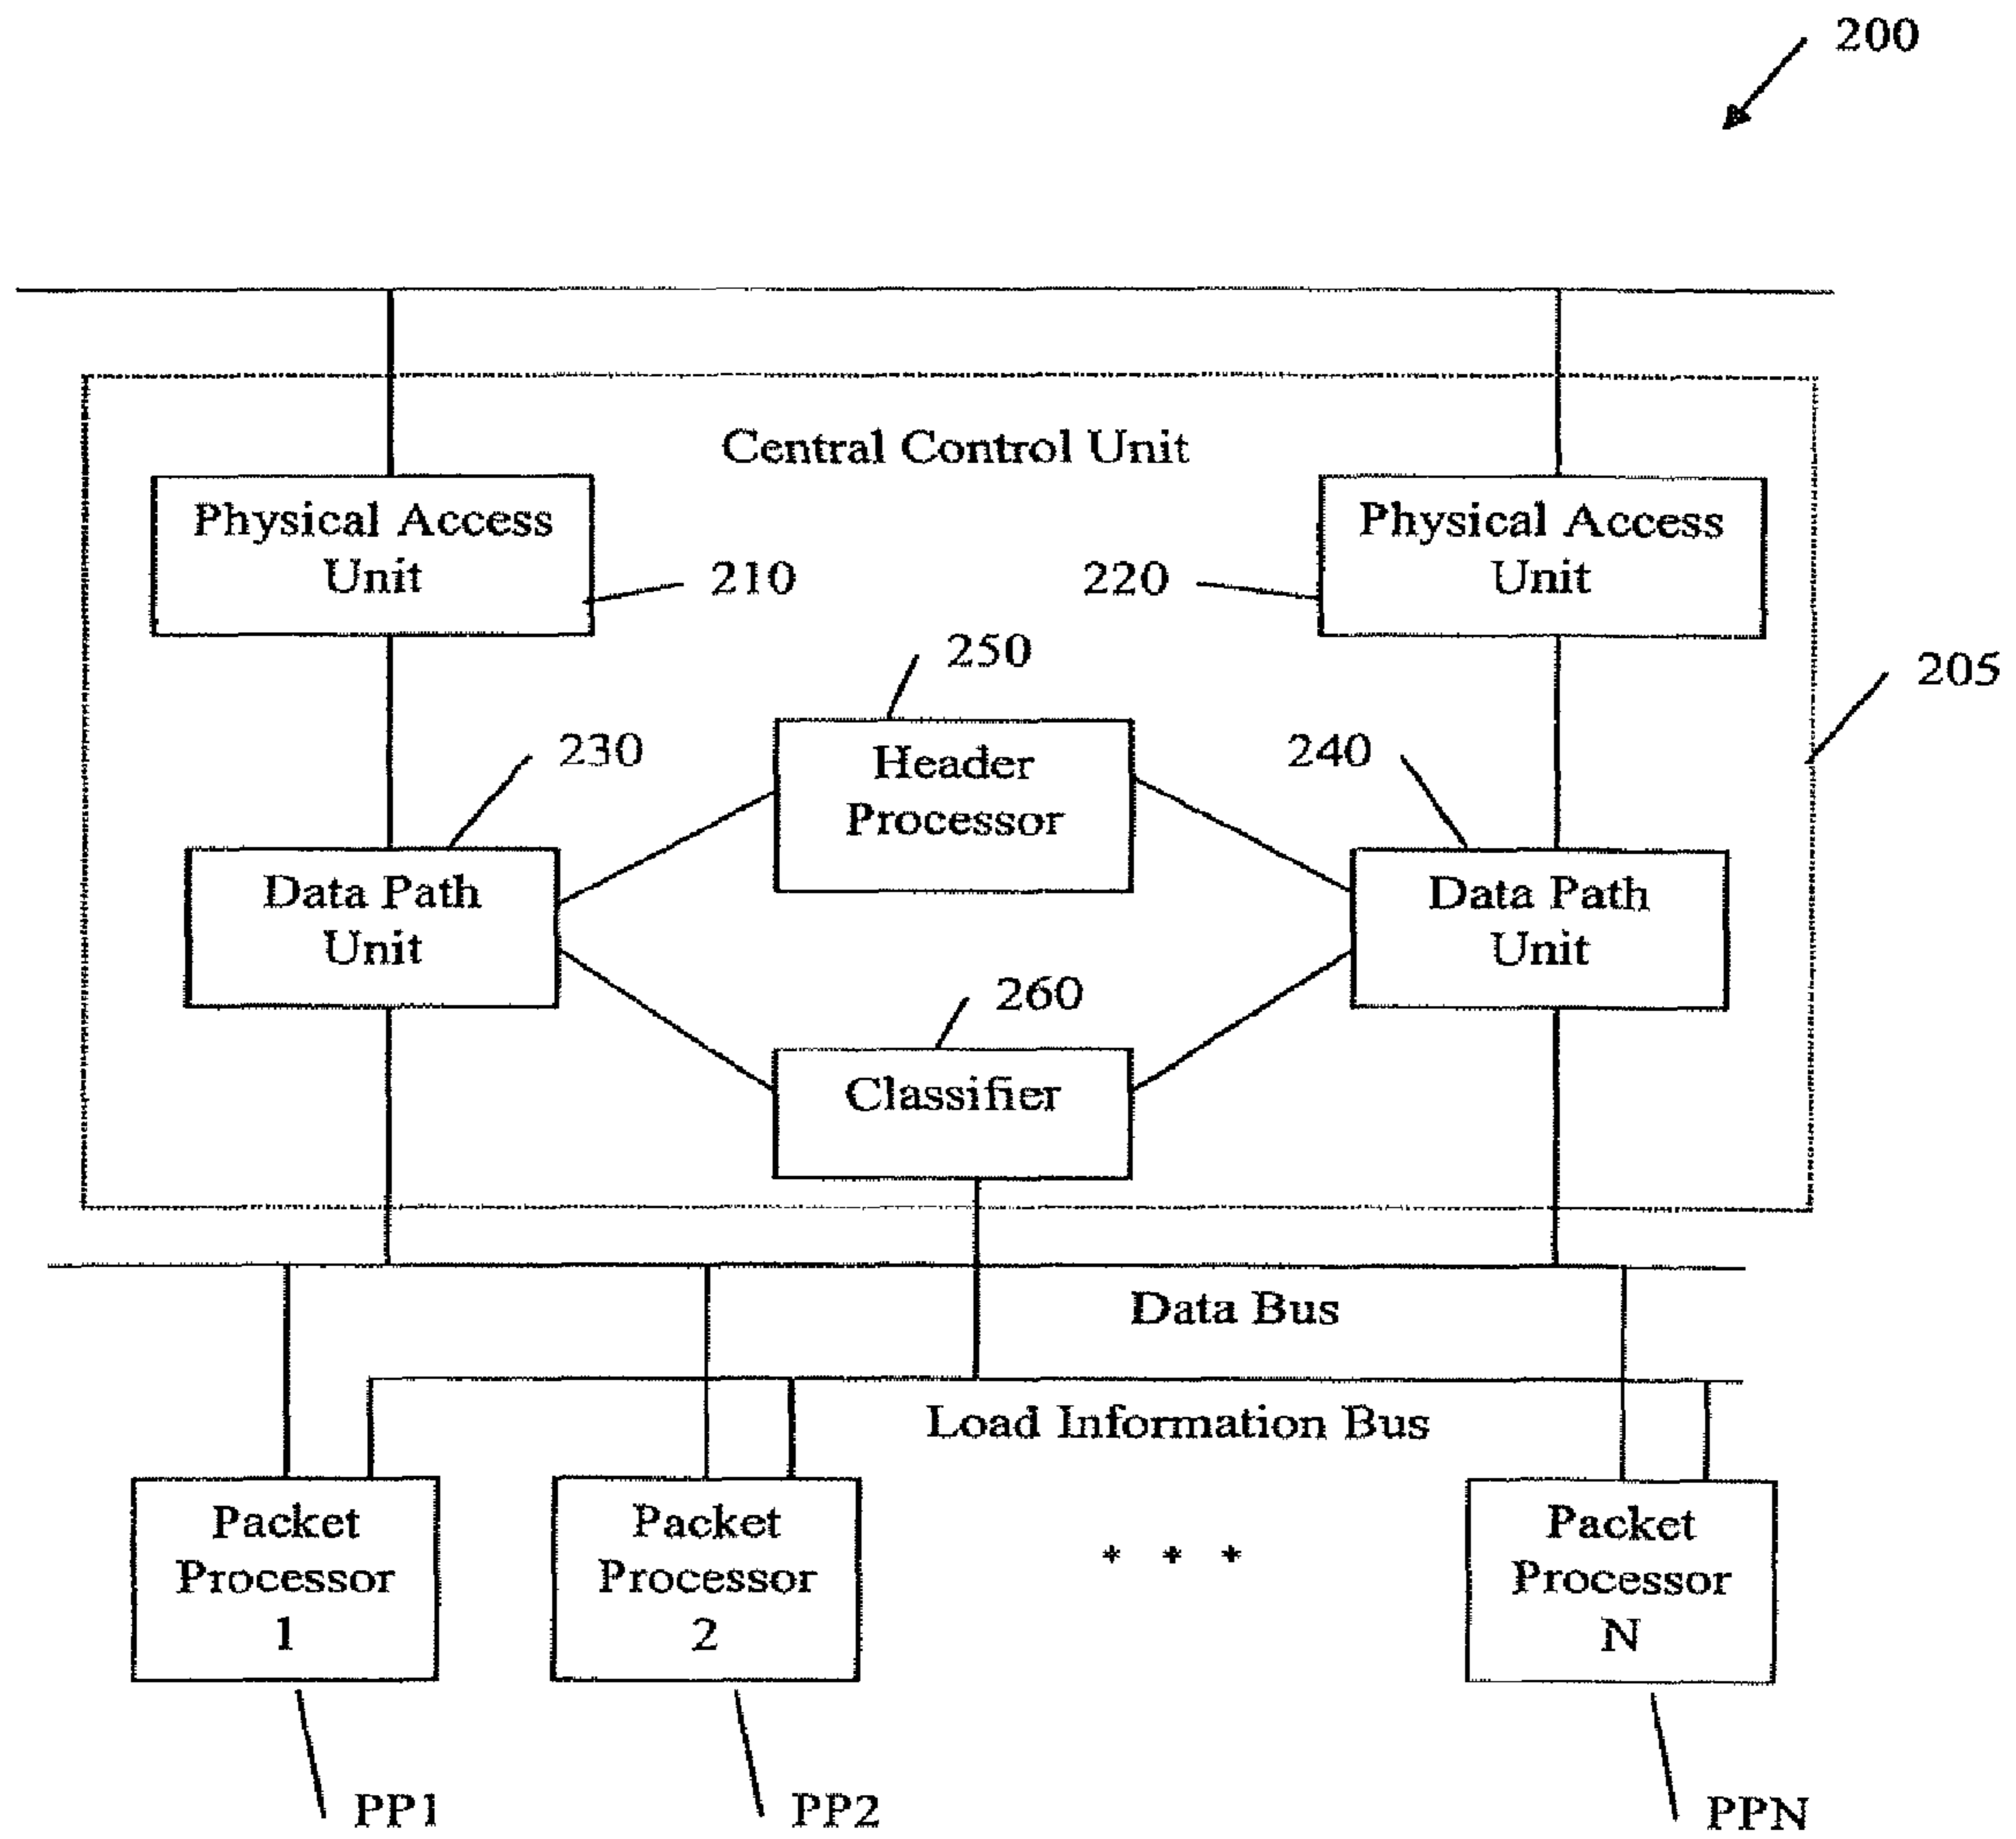 200
Central Control Unit
Physical Access
Unit
210
220
Physical Access
Unit
250
205
230
Header
Processor
240
Data Path
Unit
Data Path
Unit
260
Classifier
Data Bus
Load Information Bus
Packet
Processor
1
Packet
Processor
2
* * *
Packet
Processor
N
PP1
PP2
PPN